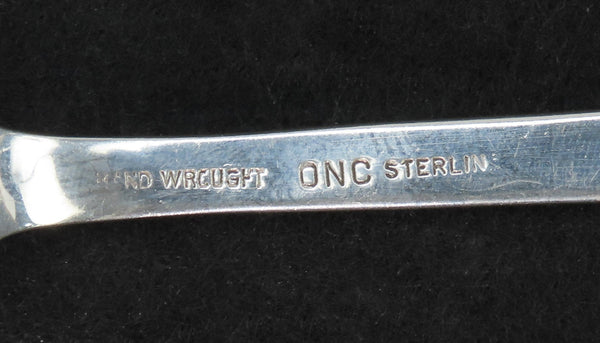 HAND WROUGHT ONC STERLIN